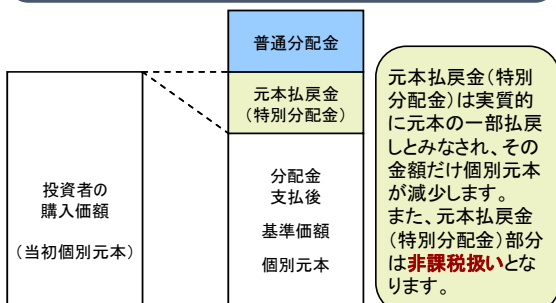 普通分配金
元本払戻金
（特別分配金）
投資者の
購入価額
（当初個別元本）
分配金
支払後
基準価額
個別元本
元本払戻金（特別
分配金）は実質的
に元本の一部払戻
しとみなされ、その
金額だけ個別元本
が減少します。
また、元本払戻金
（特別分配金）部分
は非課税扱いとな
ります。